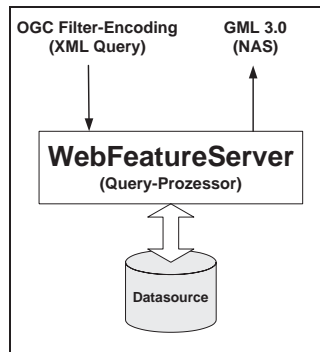 OGC Filter-Encoding
(XML Query)
GML 3.0
(NAS)
WebFeatureServer
(Query-Prozessor)
Datasource